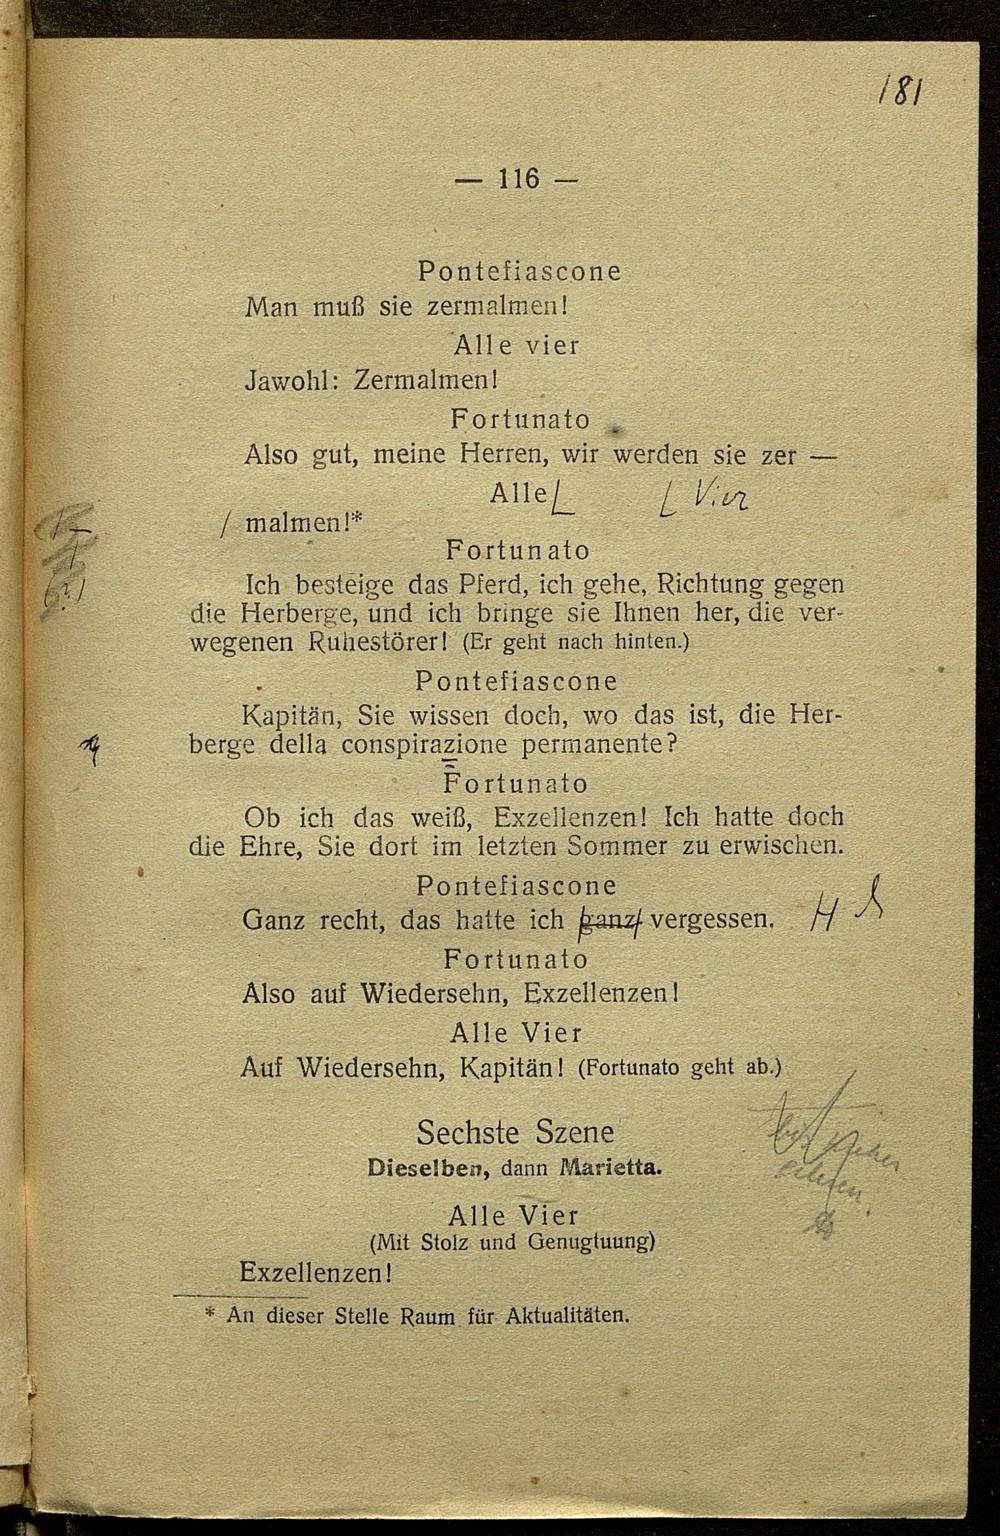 181
— 116 —
Pontefiascone
Man muß sie zermalmen!
Alle vier
Jawohl: Zermalmen!
Fortunato
Also gut, meine Herren, wir werden sie zer —
Alle Vier
malmen!*
Fortunato
Ich besteige das Pferd, ich gehe, Richtung gegen
die Herberge, und ich bringe sie Ihnen her, die ver-
wegenen Ruhestörer! (Er geht nach hinten.)
Pontefiascone
Kapitän, Sie wissen doch, wo das ist, die Her-
berge della conspirazione permanente?
Fortunato
Ob ich das weiß, Exzellenzen! Ich hatte doch
die Ehre, Sie dort im letzten Sommer zu erwischen.
Pontefiascone
Ganz recht, das hatte ich ganz vergessen.
Fortunato
Also auf Wiedersehn, Exzellenzen!
Alle Vier
Auf Wiedersehn, Kapitän! (Fortunato geht ab.)
Sechste Szene
Dieselben, dann Marietta.
Alle Vier
(Mit Stolz und Genugtuung)
Exzellenzen!
* An dieser Stelle Raum für Aktualitäten.